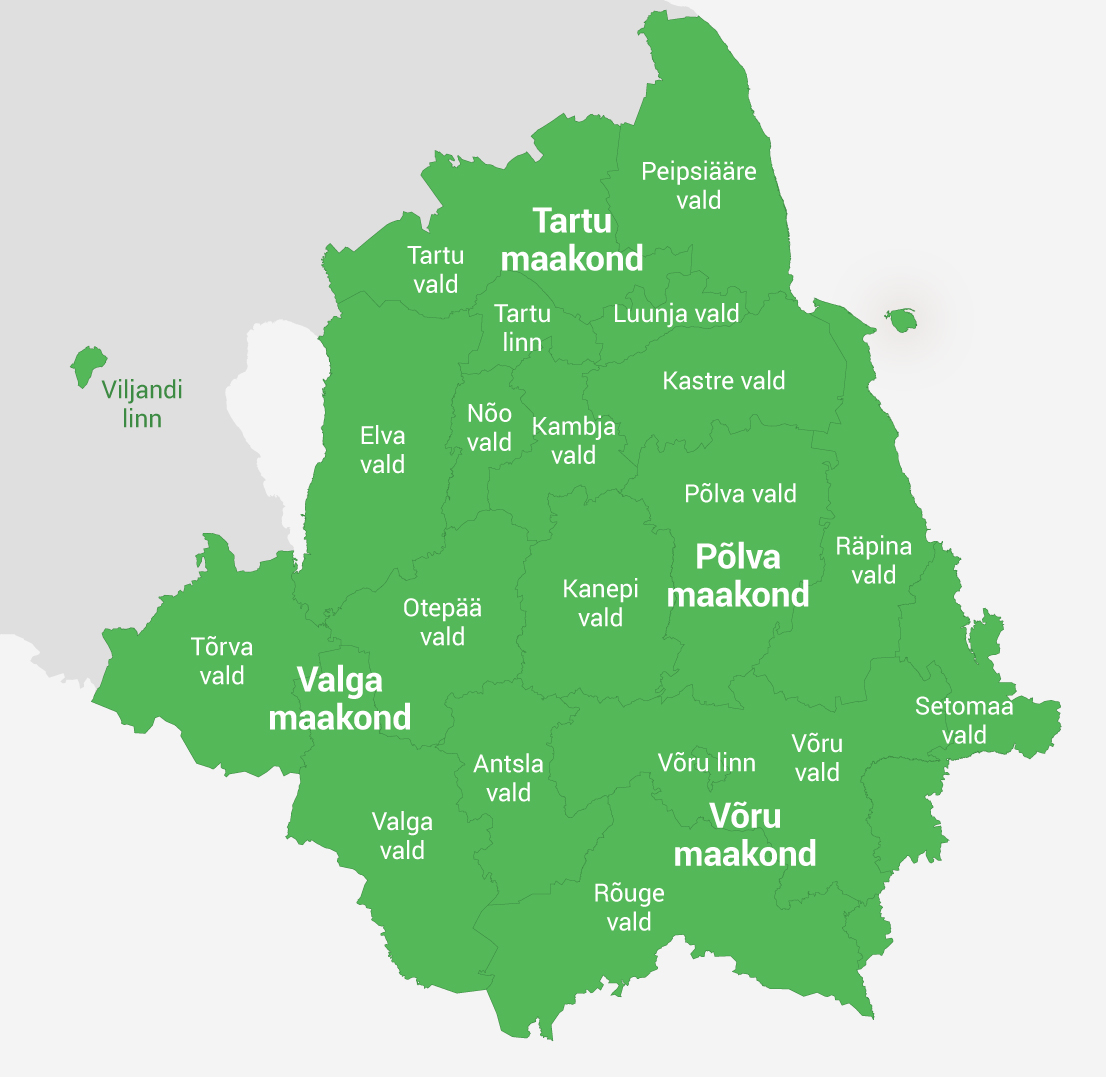 Peipsiääre
vald
Tartu
maakond
Tartu
vald
Tartu
linn
Luunja vald
Kastre vald
Viljandi
linn
Nõo
vald
Kambja
vald
Elva
vald
Põlva vald
Põlva
maakond
Räpina
vald
Kanepi
vald
Otepää
vald
Tõrva
vald
Valga
maakond
Setomaa
vald
Võru
vald
Võru linn
Antsla
vald
Võru
maakond
Valga
vald
Rõuge
vald